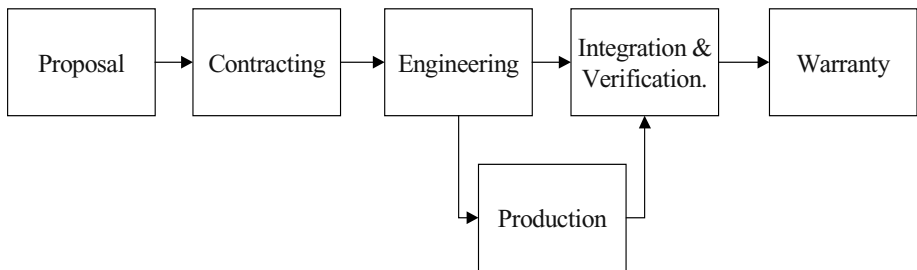 Proposal
Contracting
Engineering
Integration &
Verification.
Warranty
Production